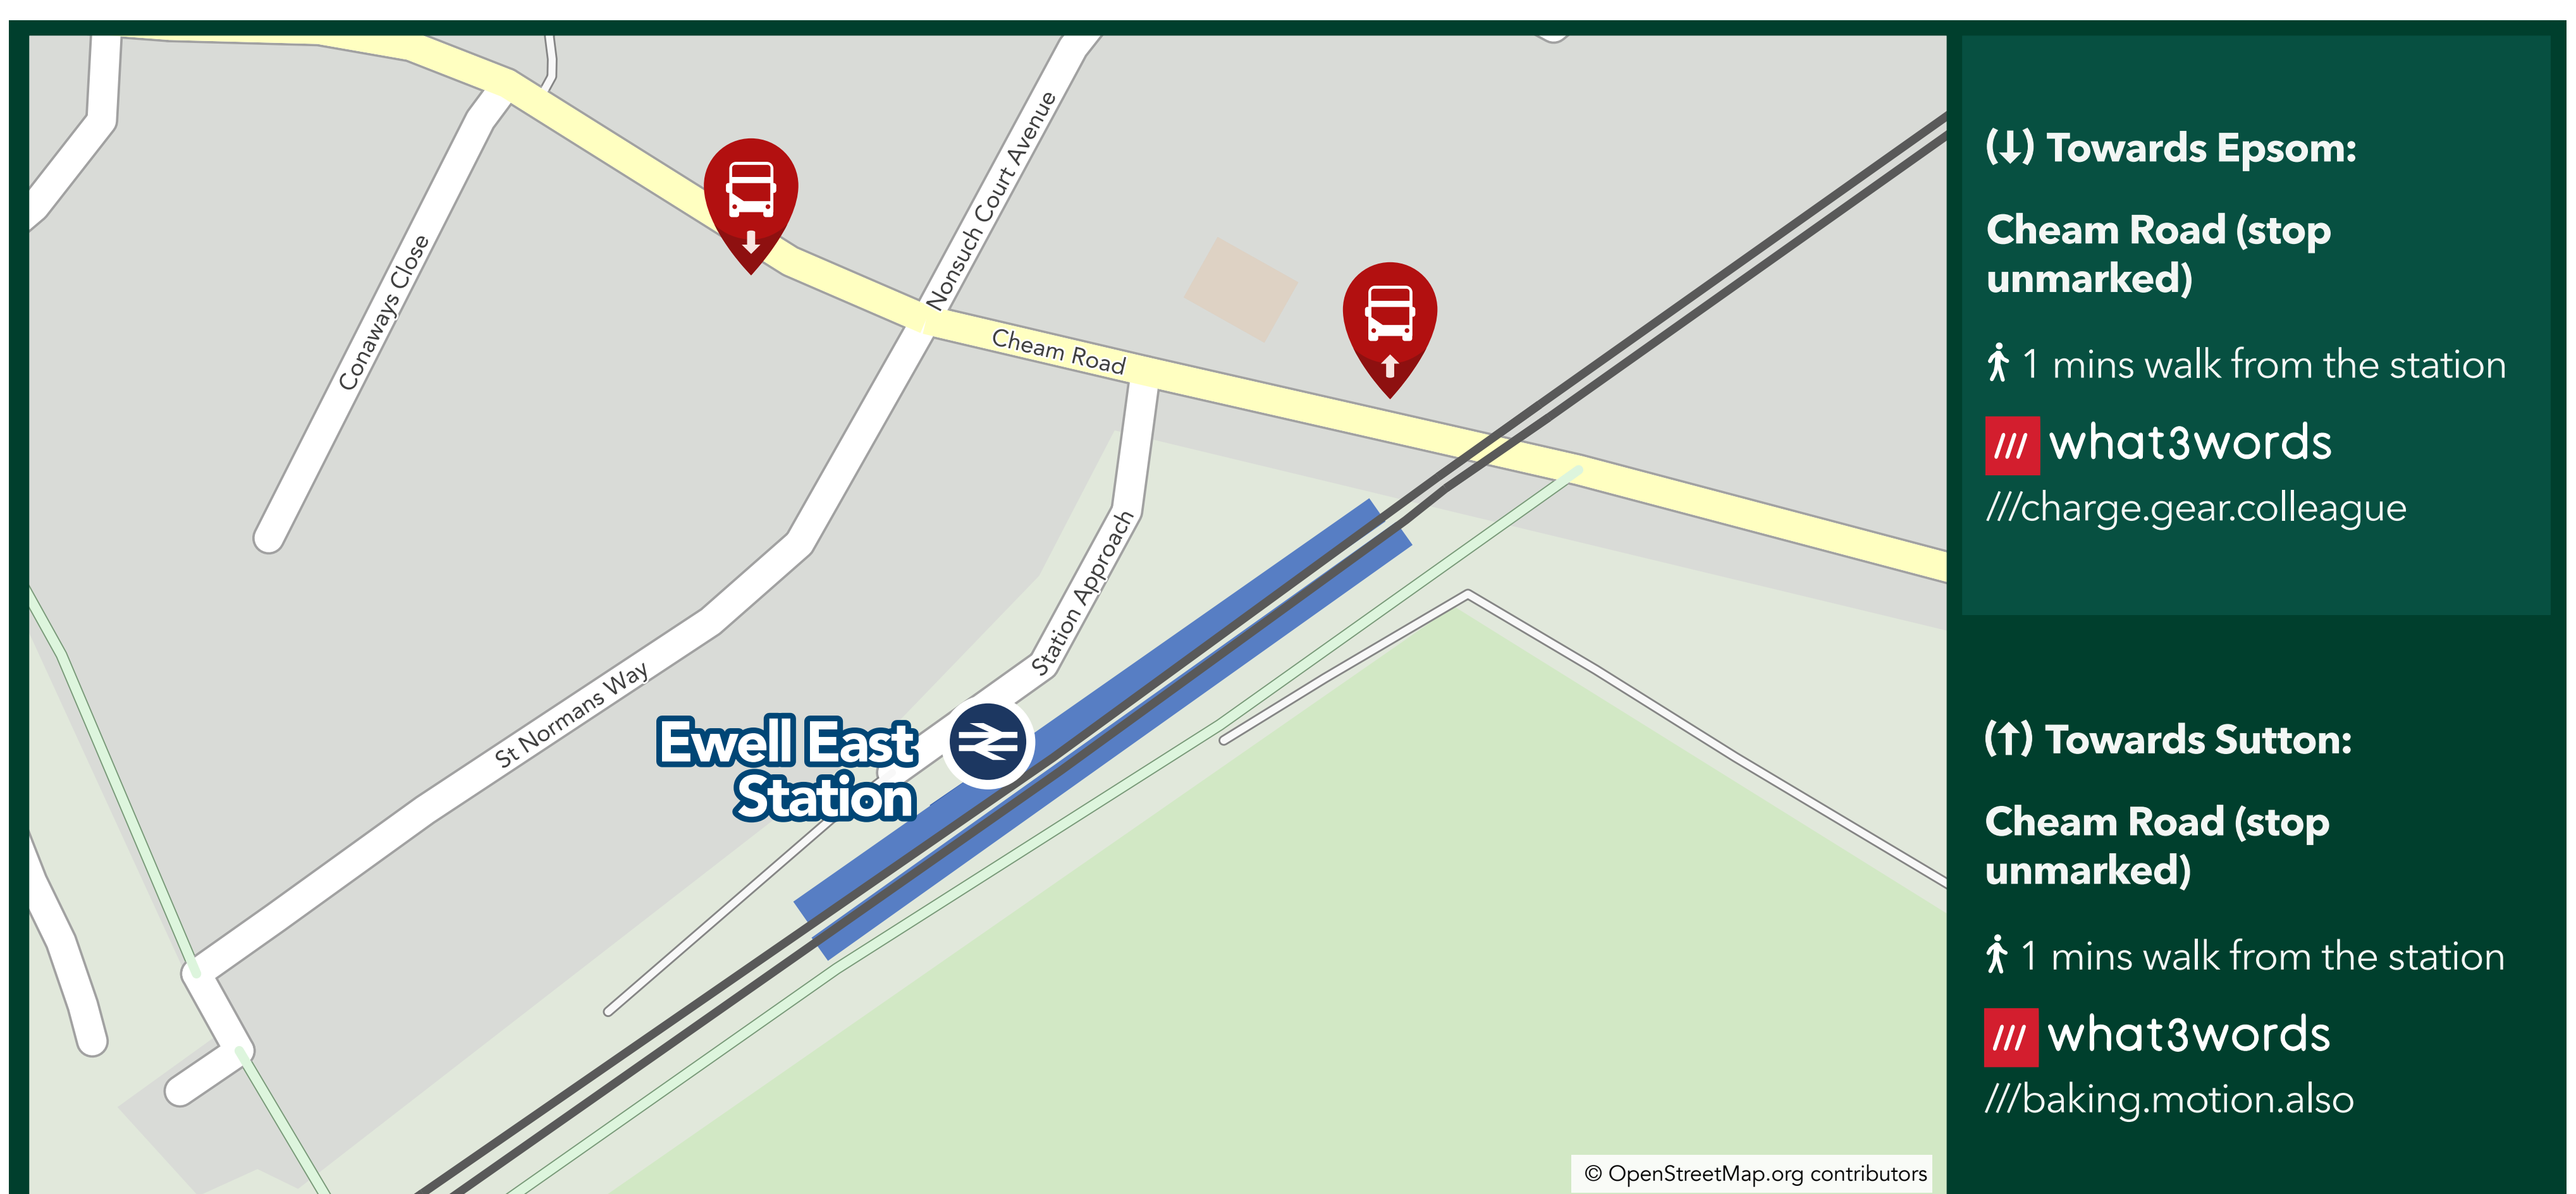 Conaways Close
Nonsuch Court Avenue
Cheam Road
Station Approach
St Normans Way
Ewell East
Station
© OpenStreetMap.org contributors
(↓) Towards Epsom:
Cheam Road (stop
unmarked)
1 mins walk from the station
/// what3words
///charge.gear.colleague
(↑) Towards Sutton:
Cheam Road (stop
unmarked)
1 mins walk from the station
/// what3words
///baking.motion.also